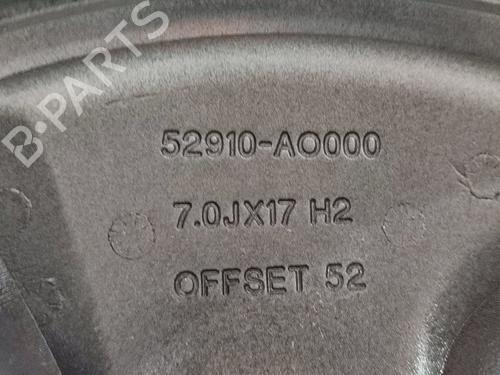 B-PARTS
52910-AO000
7.0JX17 H2
OFFSET 52